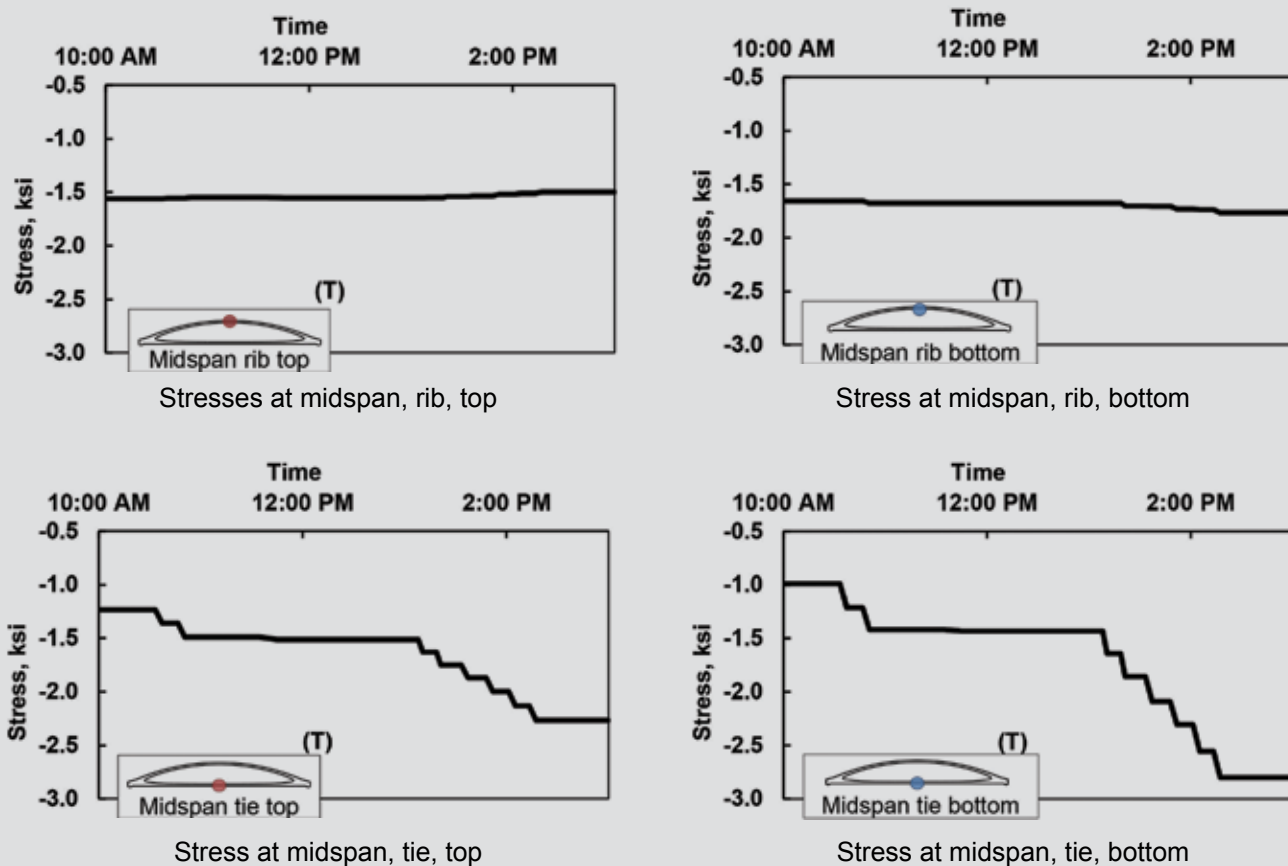 Time
10:00 AM 12:00 PM 2:00 PM
-0.5
-1.0
-1.5
-2.0
-2.5
-3.0
Stress, ksi
(T)
Midspan rib top
Stresses at midspan, rib, top
Time
10:00 AM 12:00 PM 2:00 PM
-0.5
-1.0
-1.5
-2.0
-2.5
-3.0
Stress, ksi
(T)
Midspan rib bottom
Stress at midspan, rib, bottom
Time
10:00 AM 12:00 PM 2:00 PM
-0.5
-1.0
-1.5
-2.0
-2.5
-3.0
Stress, ksi
(T)
Midspan tie top
Stress at midspan, tie, top
Time
10:00 AM 12:00 PM 2:00 PM
-0.5
-1.0
-1.5
-2.0
-2.5
-3.0
Stress, ksi
(T)
Midspan tie bottom
Stress at midspan, tie, bottom